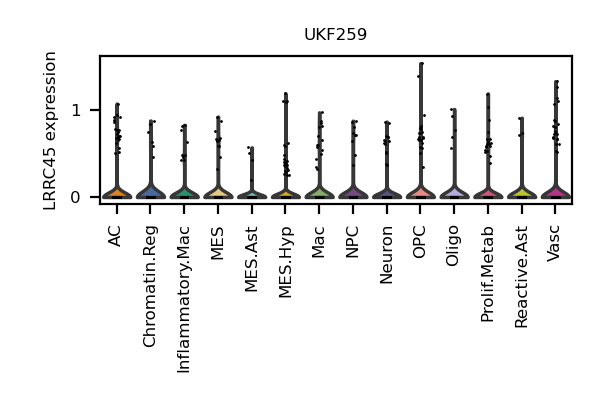 UKF259
LRRC45 expression
1
0
AC
Chromatin.Reg
Inflammatory.Mac
MES
MES.Ast
MES.Hyp
Mac
NPC
Neuron
OPC
Oligo
Prolif.Metab
Reactive.Ast
Vasc